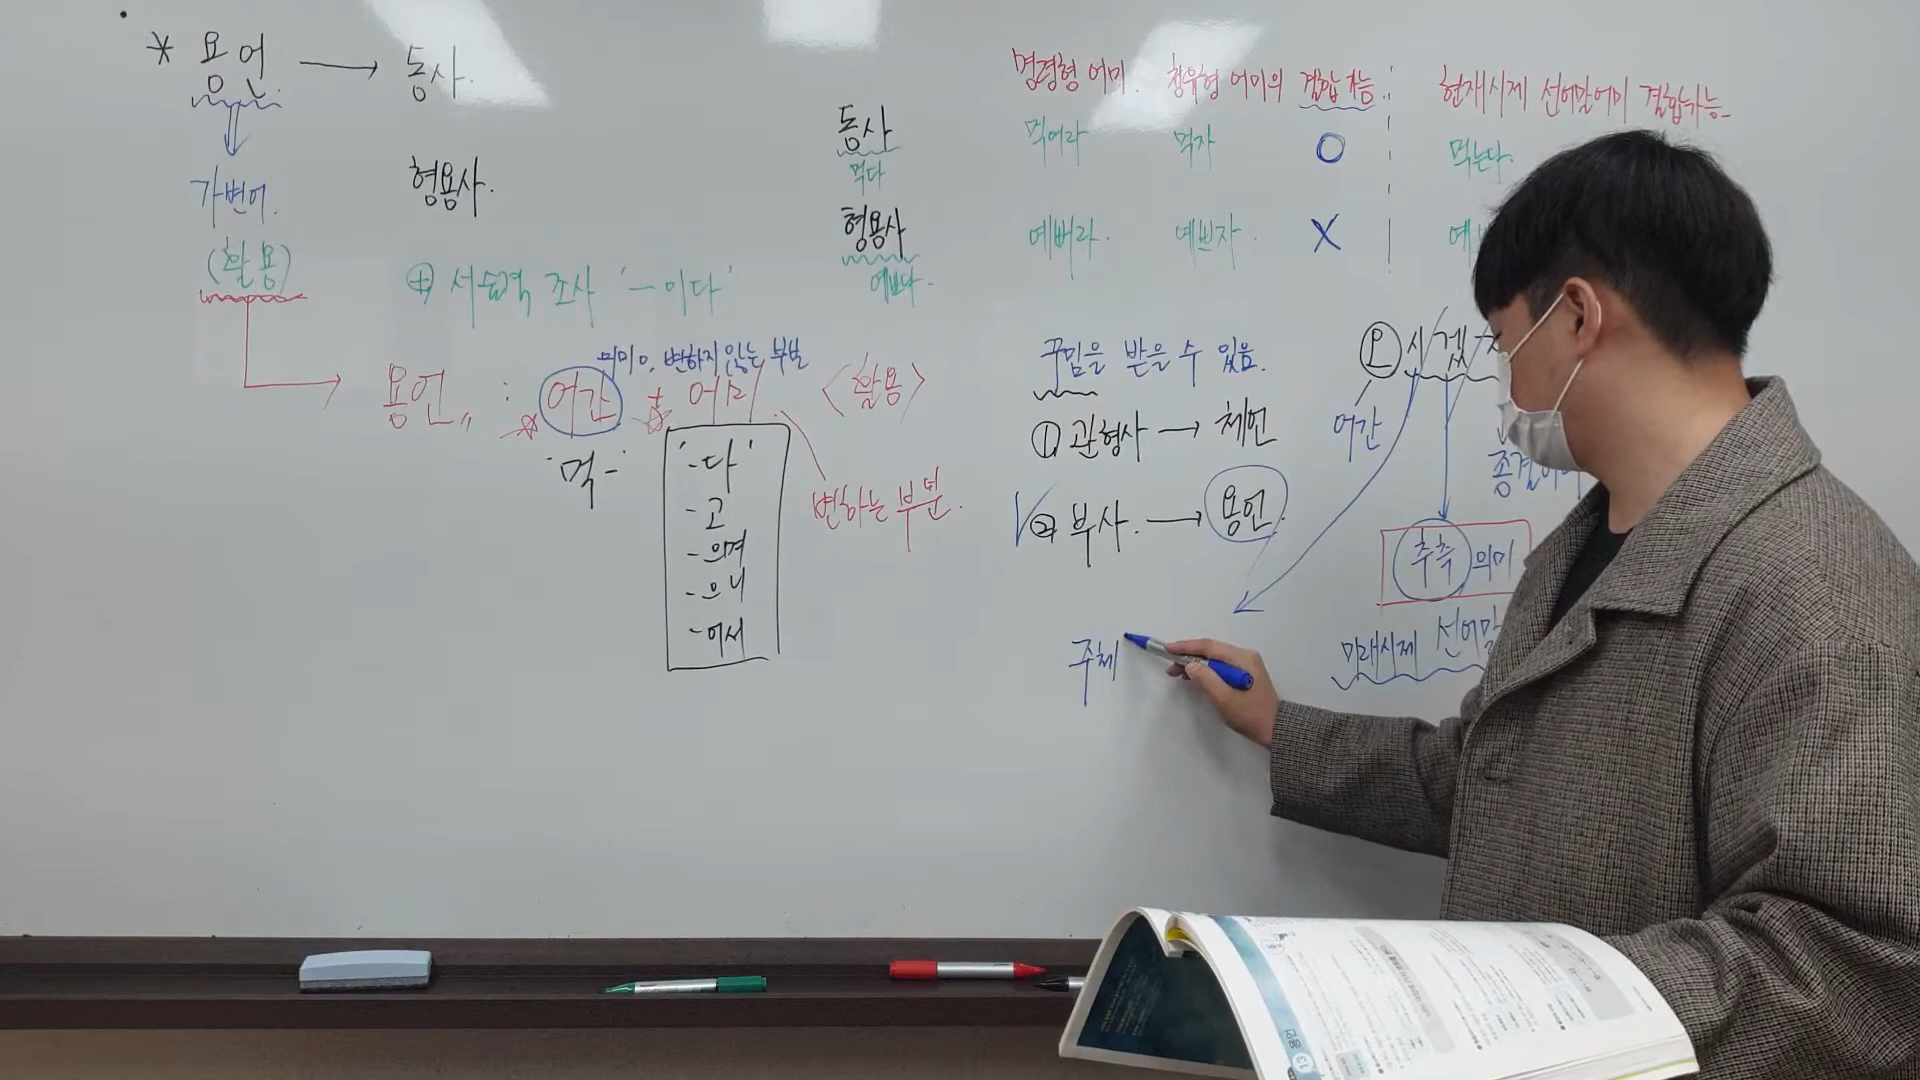 * 용언 → 동사.
가변어.
형용사.
(활용)
⊕ 서술격 조사 '-이다'
의미o, 변하지 않는 부분
용언 : 어간 + 어미 <활용>
'먹-'
'-다'
-고
-으며
-으니
-어서
변하는 부분.
명령형 어미. 청유형 어미의 결합 가능
현재시제 선어말어미 결합가능
동사 먹어라 먹자 O 먹는다.
먹다
형용사 예뻐라. 예쁘자. X
예쁘다.
꾸밈을 받을 수 있음.
① 관형사 → 체언
② 부사. → 용언.
오 시 겠
어간
추측 의미
미래시제 선어말
주체